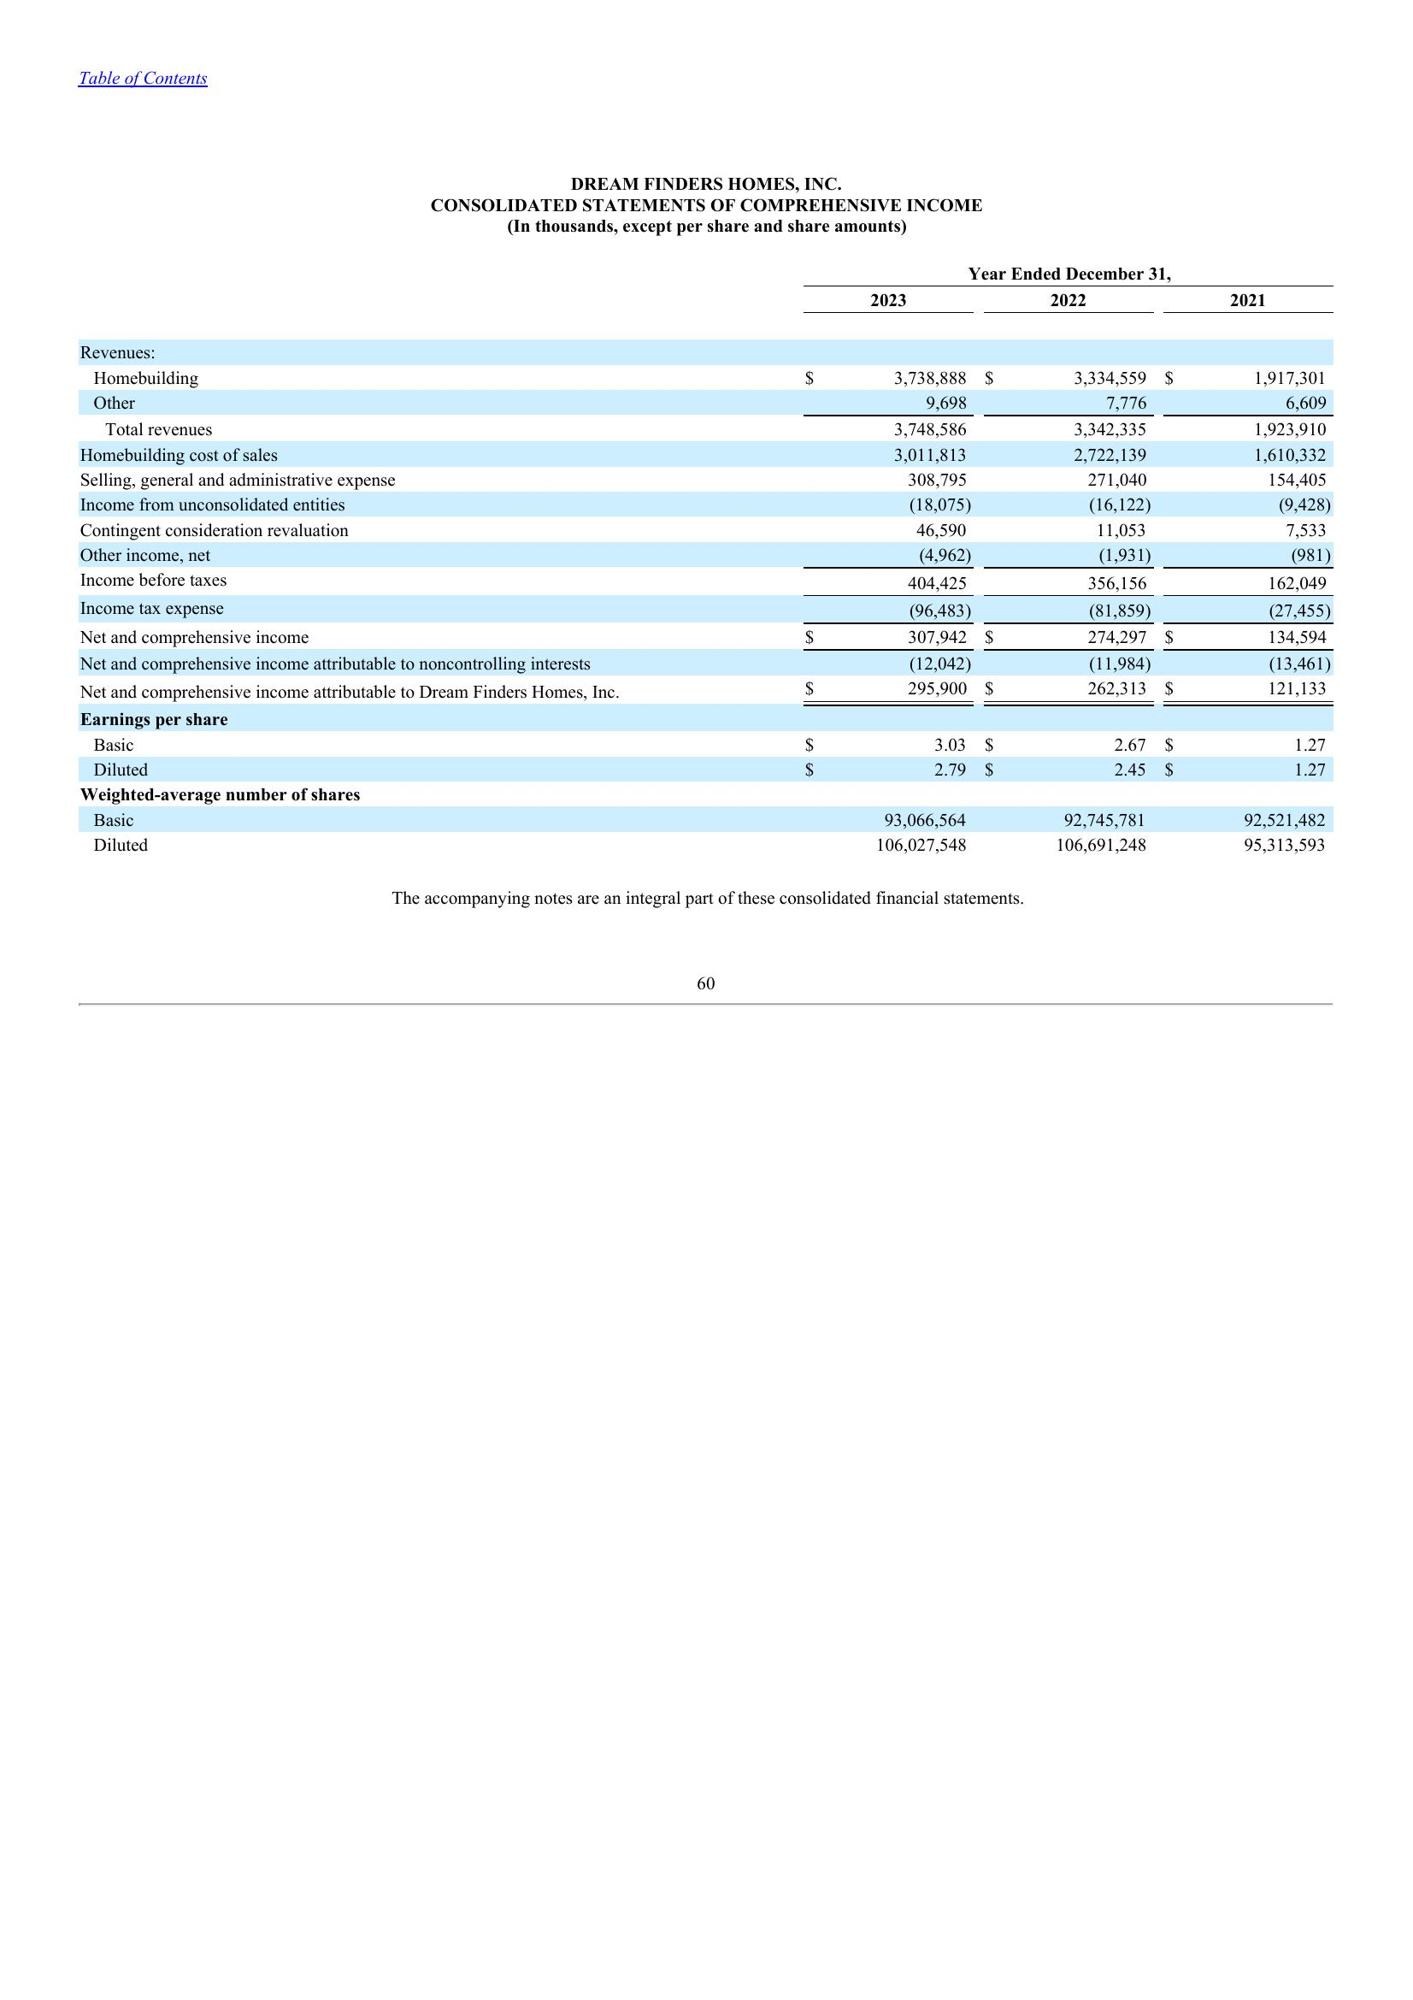 Table of Contents
DREAM FINDERS HOMES, INC.
CONSOLIDATED STATEMENTS OF COMPREHENSIVE INCOME
(In thousands, except per share and share amounts)
Year Ended December 31,
2023 2022 2021
Revenues:
Homebuilding $ 3,738,888 $ 3,334,559 $ 1,917,301
Other 9,698 7,776 6,609
Total revenues 3,748,586 3,342,335 1,923,910
Homebuilding cost of sales 3,011,813 2,722,139 1,610,332
Selling, general and administrative expense 308,795 271,040 154,405
Income from unconsolidated entities (18,075) (16,122) (9,428)
Contingent consideration revaluation 46,590 11,053 7,533
Other income, net (4,962) (1,931) (981)
Income before taxes 404,425 356,156 162,049
Income tax expense (96,483) (81,859) (27,455)
Net and comprehensive income $ 307,942 $ 274,297 $ 134,594
Net and comprehensive income attributable to noncontrolling interests (12,042) (11,984) (13,461)
Net and comprehensive income attributable to Dream Finders Homes, Inc. $ 295,900 $ 262,313 $ 121,133
Earnings per share
Basic $ 3.03 $ 2.67 $ 1.27
Diluted $ 2.79 $ 2.45 $ 1.27
Weighted-average number of shares
Basic 93,066,564 92,745,781 92,521,482
Diluted 106,027,548 106,691,248 95,313,593
The accompanying notes are an integral part of these consolidated financial statements.
60